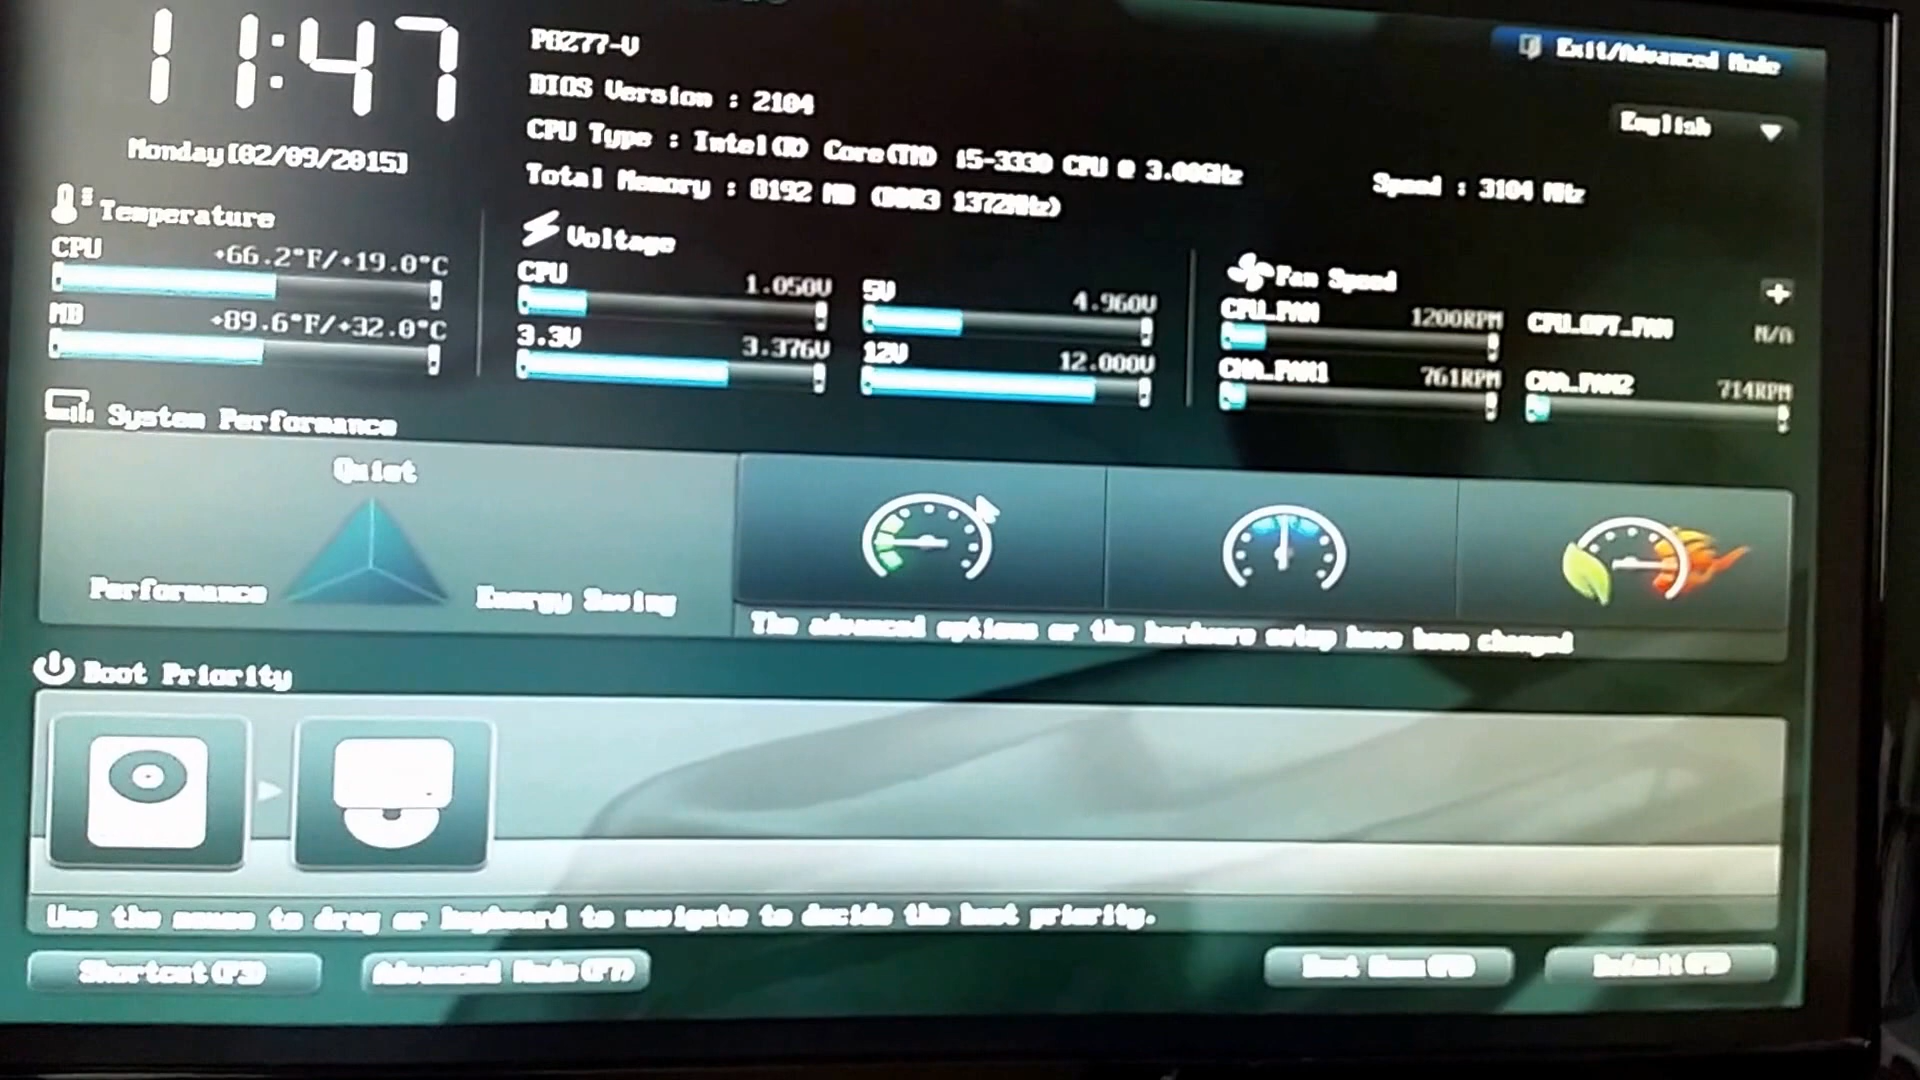 11:47
Monday[02/09/2015]
P8Z77-V
BIOS Version : 2104
CPU Type : Intel(R) Core(TM) i5-3330 CPU @ 3.00GHz
Speed : 3104 MHz
Total Memory : 8192 MB (DDR3 1372MHz)
Exit/Advanced Mode
English
Temperature
CPU +66.2°F/+19.0°C
MB +89.6°F/+32.0°C
Voltage
CPU 1.050V 5V 4.960V
3.3V 3.376V 12V 12.000V
Fan Speed
CPU_FAN 1200RPM CPU_OPT_FAN N/A
CHA_FAN1 761RPM CHA_FAN2 714RPM
System Performance
Quiet
Performance
Energy Saving
The advanced options or the hardware setup have been changed
Boot Priority
Use the mouse to drag or keyboard to navigate to decide the boot priority.
Shortcut(F3)
Advanced Mode(F7)
Boot Menu(F8)
Default(F5)